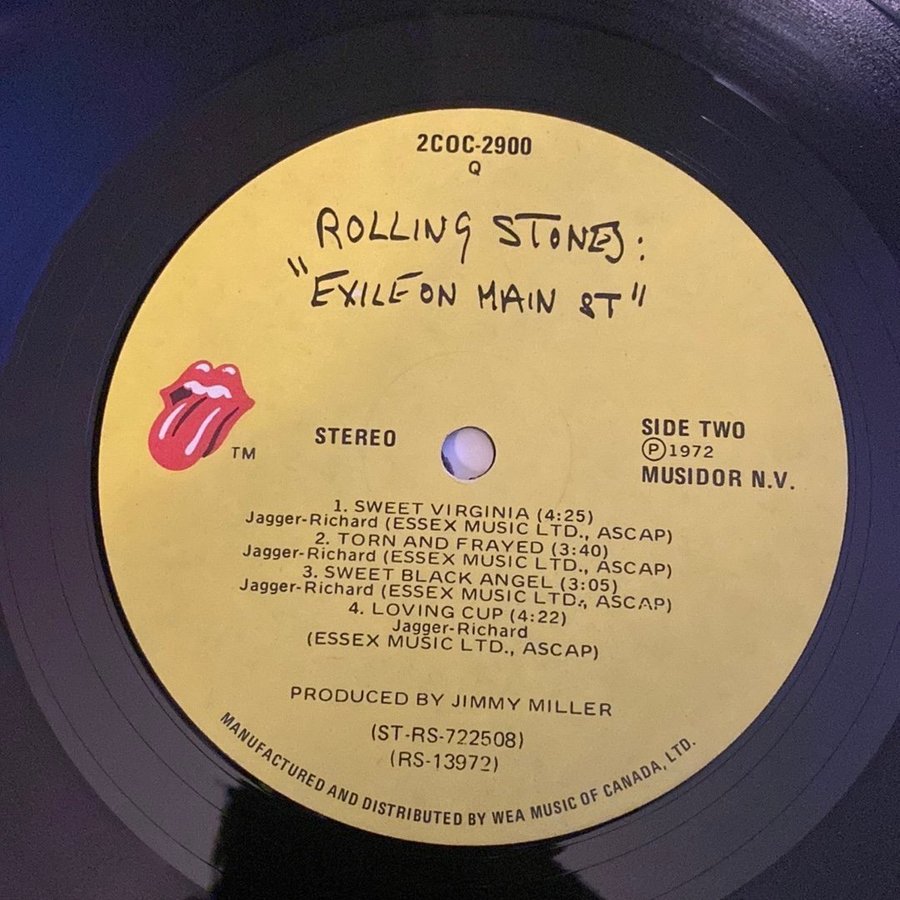 2COC-2900
Q
ROLLING STONES:
"EXILE ON MAIN ST"
TM
STEREO
SIDE TWO
Ⓟ1972
MUSIDOR N.V.
1. SWEET VIRGINIA (4:25)
Jagger-Richard (ESSEX MUSIC LTD., ASCAP)
2. TORN AND FRAYED (3:40)
Jagger-Richard (ESSEX MUSIC LTD., ASCAP)
3. SWEET BLACK ANGEL (3:05)
Jagger-Richard (ESSEX MUSIC LTD., ASCAP)
4. LOVING CUP (4:22)
Jagger-Richard
(ESSEX MUSIC LTD., ASCAP)
PRODUCED BY JIMMY MILLER
(ST-RS-722508)
(RS-13972)
MANUFACTURED AND DISTRIBUTED BY WEA MUSIC OF CANADA, LTD.